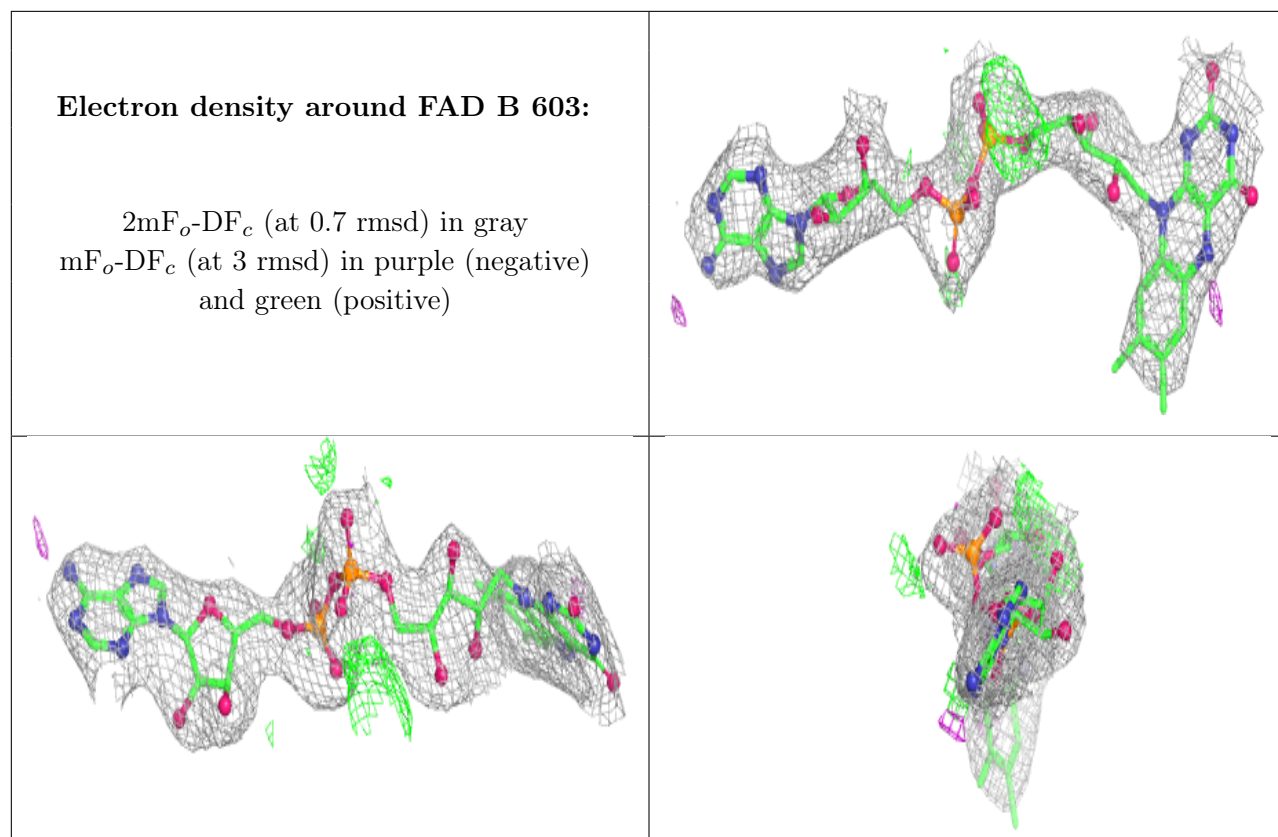 Electron density around FAD B 603:
2mFo-DFc (at 0.7 rmsd) in gray
mFo-DFc (at 3 rmsd) in purple (negative)
and green (positive)